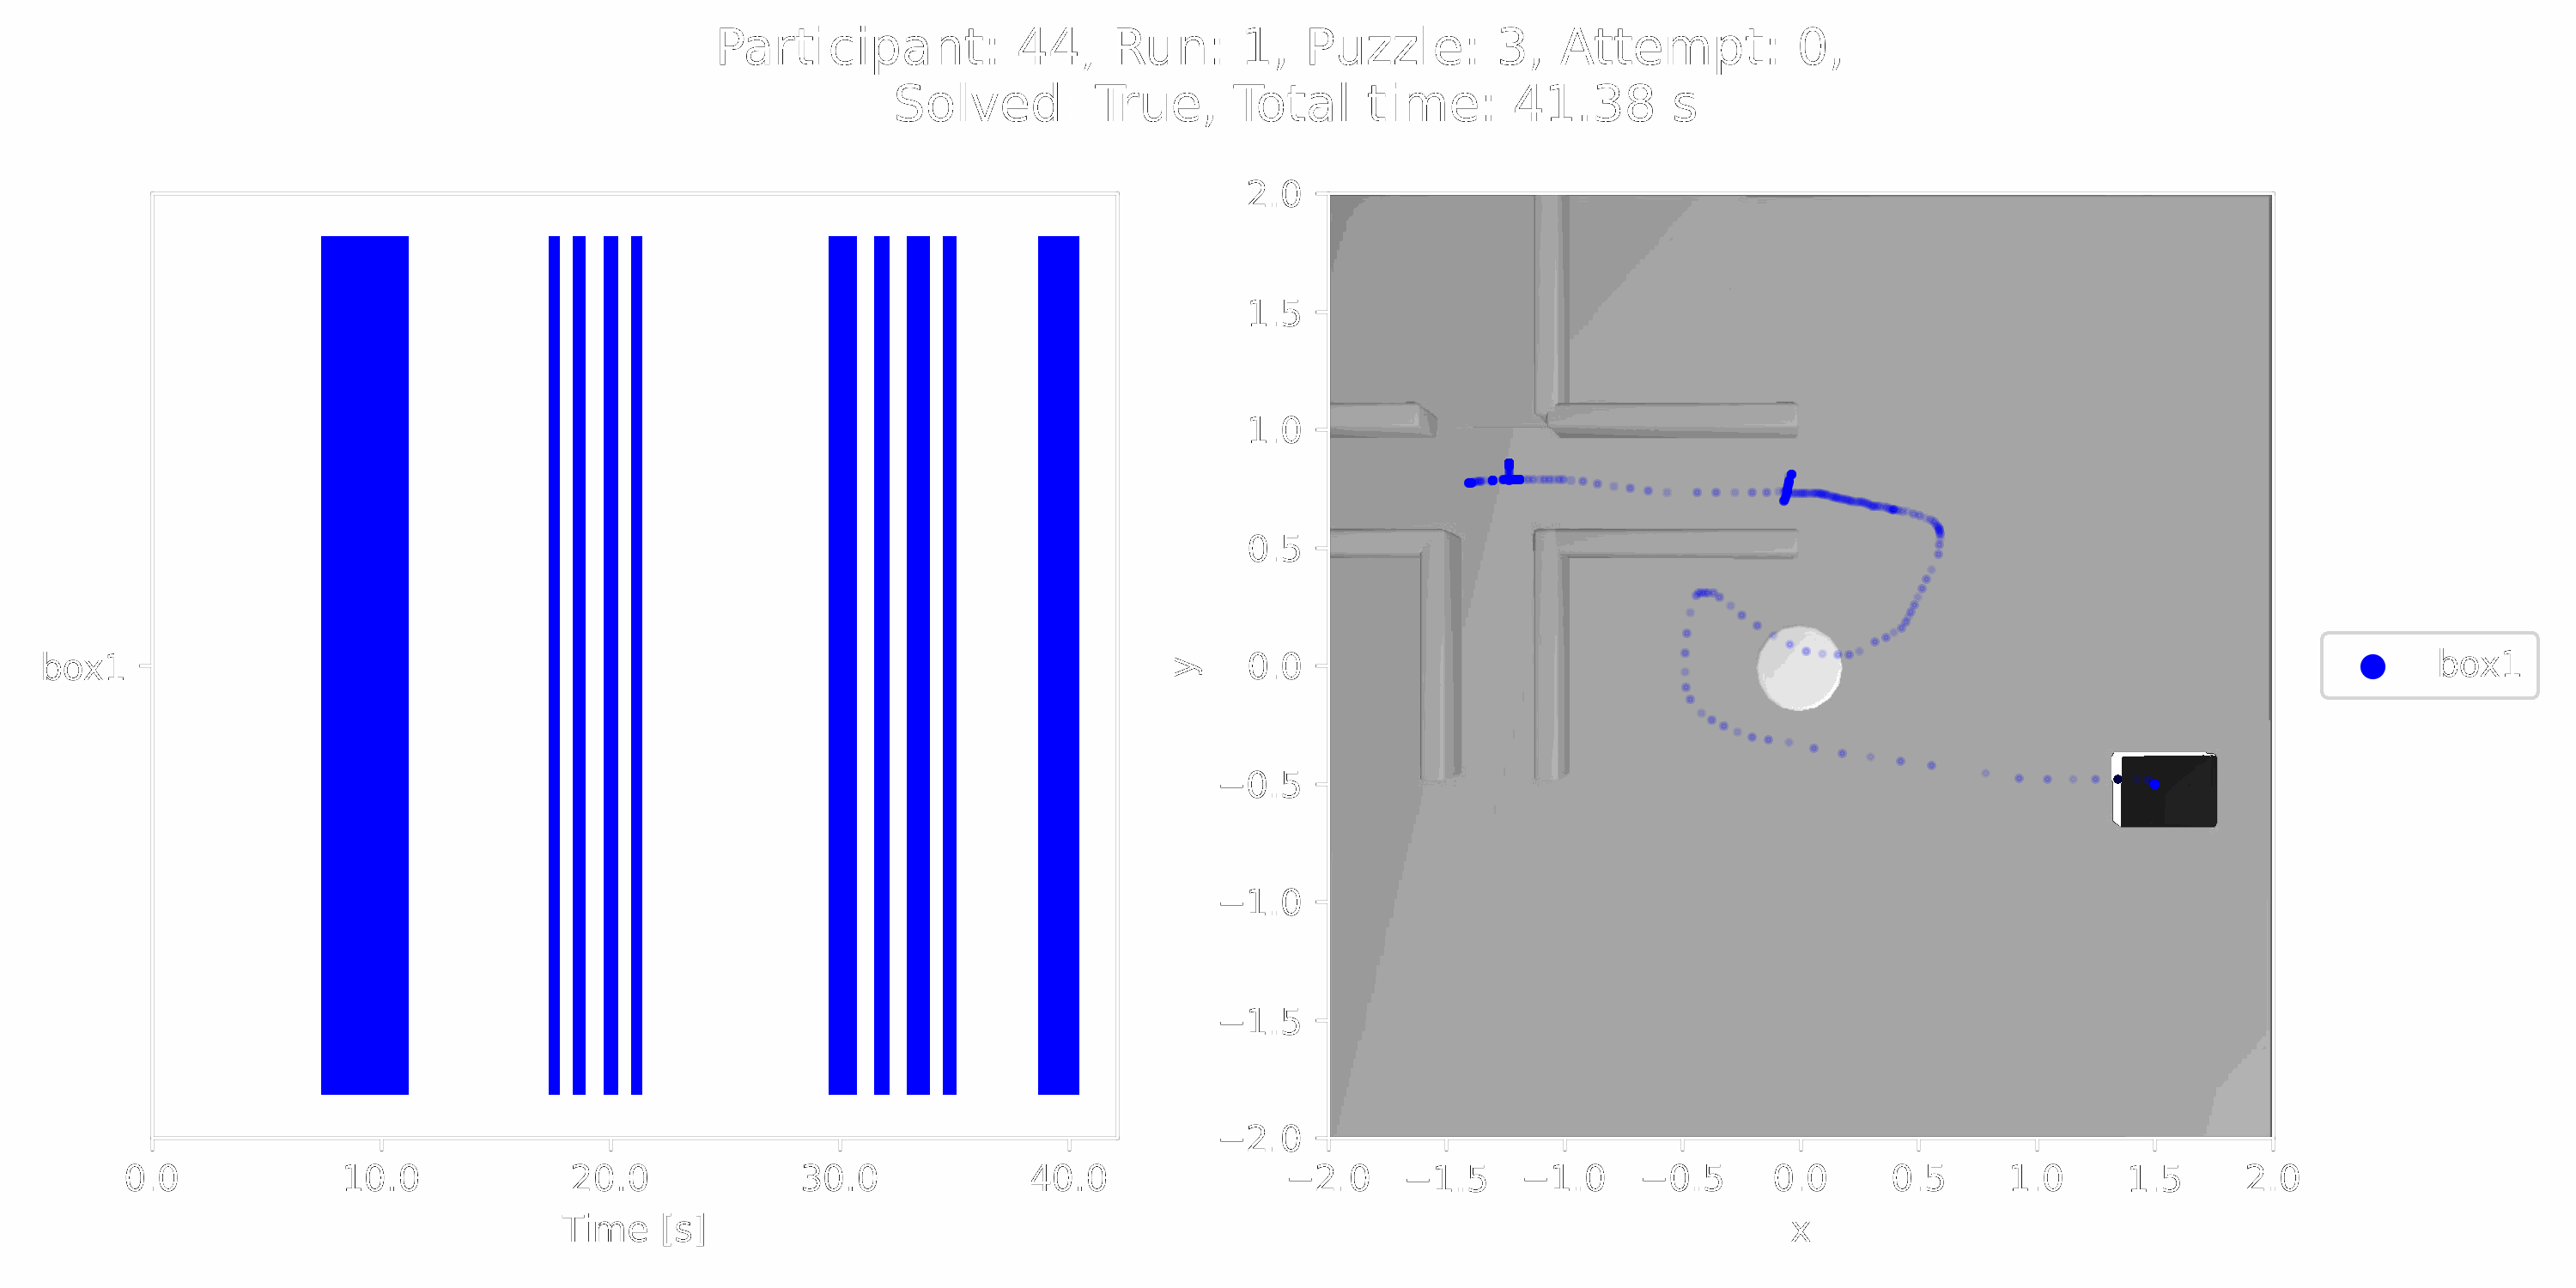 Participant: 44, Run: 1, Puzzle: 3, Attempt: 0,
Solved True, Total time: 41.38 s
box1
0.0 10.0 20.0 30.0 40.0
Time [s]
y
2.0
1.5
1.0
0.5
0.0
−0.5
−1.0
−1.5
−2.0
−2.0 −1.5 −1.0 −0.5 0.0 0.5 1.0 1.5 2.0
x
box1